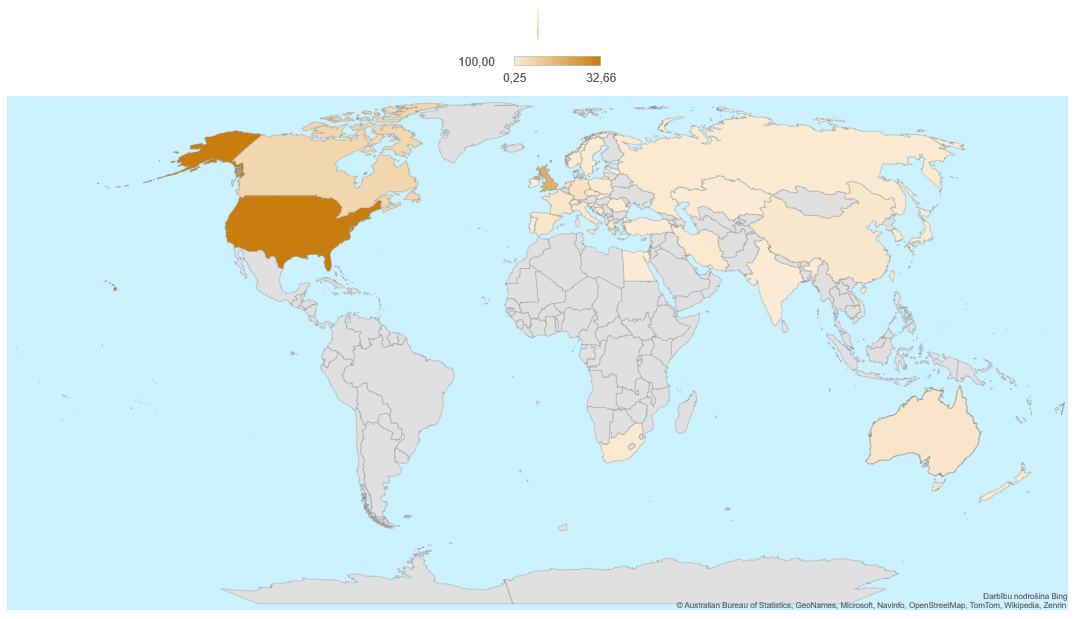 100,00
0,25 32,66
Darbību nodrošina Bing
© Australian Bureau of Statistics, GeoNames, Microsoft, Navinfo, OpenStreetMap, TomTom, Wikipedia, Zenrin